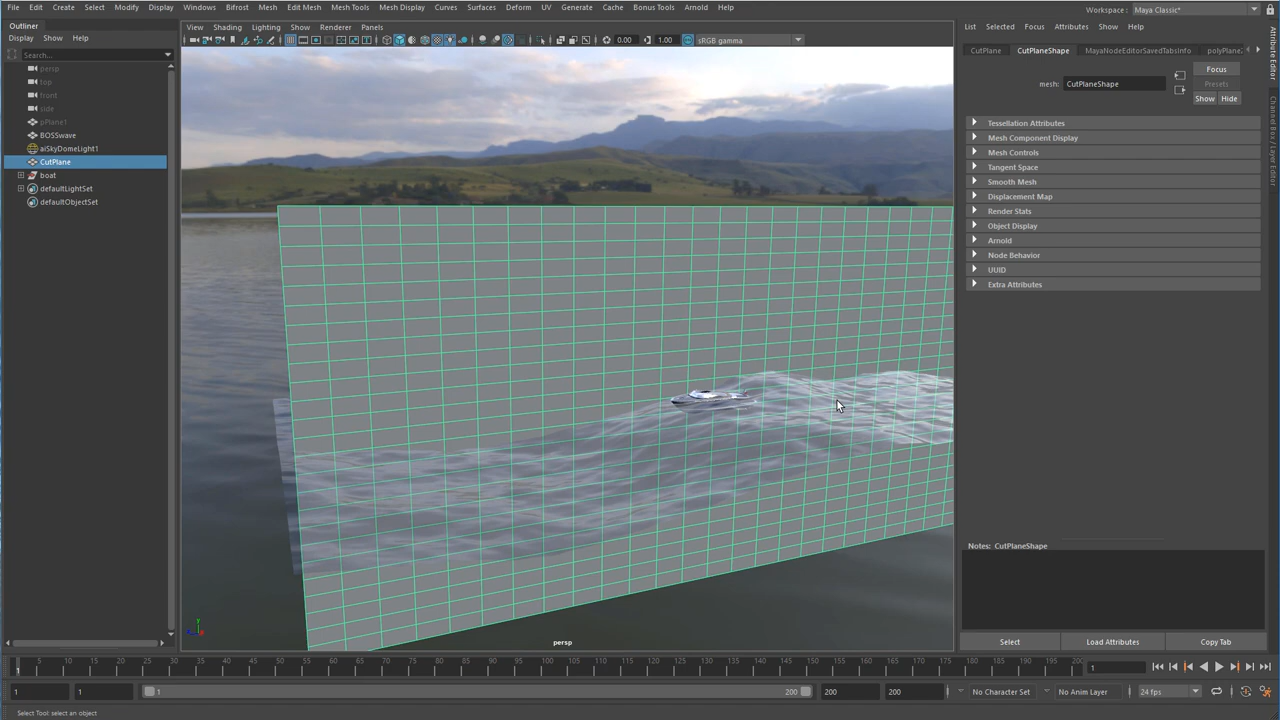 File Edit Create Select Modify Display Windows Bifrost Mesh Edit Mesh Mesh Tools Mesh Display Curves Surfaces Deform UV Generate Cache Bonus Tools Arnold Help
Workspace : Maya Classic*
Outliner
Display Show Help
Search...
persp
top
front
side
pPlane1
BOSSwave
aiSkyDomeLight1
CutPlane
boat
defaultLightSet
defaultObjectSet
View Shading Lighting Show Renderer Panels
0.00 1.00 sRGB gamma
persp
y
List Selected Focus Attributes Show Help
CutPlane CutPlaneShape MayaNodeEditorSavedTabsInfo polyPlane
mesh: CutPlaneShape
Focus
Presets
Show Hide
Tessellation Attributes
Mesh Component Display
Mesh Controls
Tangent Space
Smooth Mesh
Displacement Map
Render Stats
Object Display
Arnold
Node Behavior
UUID
Extra Attributes
Notes: CutPlaneShape
Select Load Attributes Copy Tab
Attribute Editor
Channel Box / Layer Editor
1 5 10 15 20 25 30 35 40 45 50 55 60 65 70 75 80 85 90 95 100 105 110 115 120 125 130 135 140 145 150 155 160 165 170 175 180 185 190 195 200
1
1 1 1 200 200 200 No Character Set No Anim Layer 24 fps
Select Tool: select an object